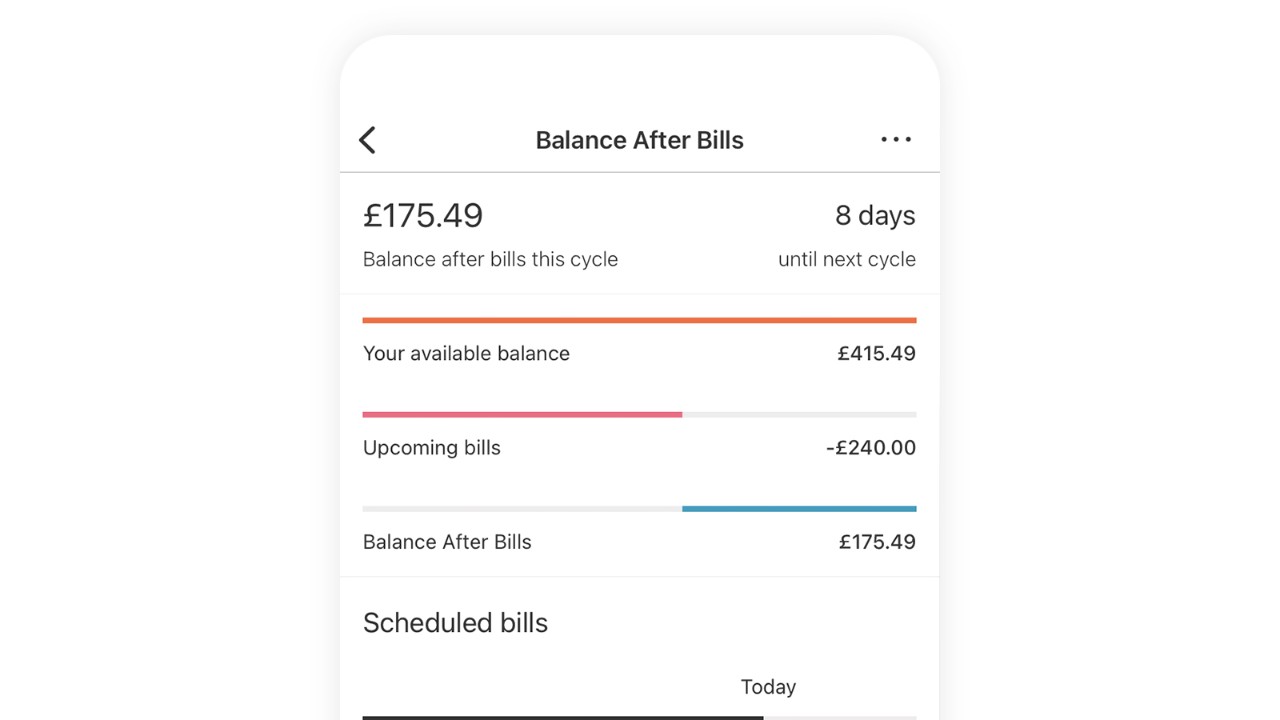 Balance After Bills
£175.49
8 days
Balance after bills this cycle
until next cycle
Your available balance
£415.49
Upcoming bills
-£240.00
Balance After Bills
£175.49
Scheduled bills
Today